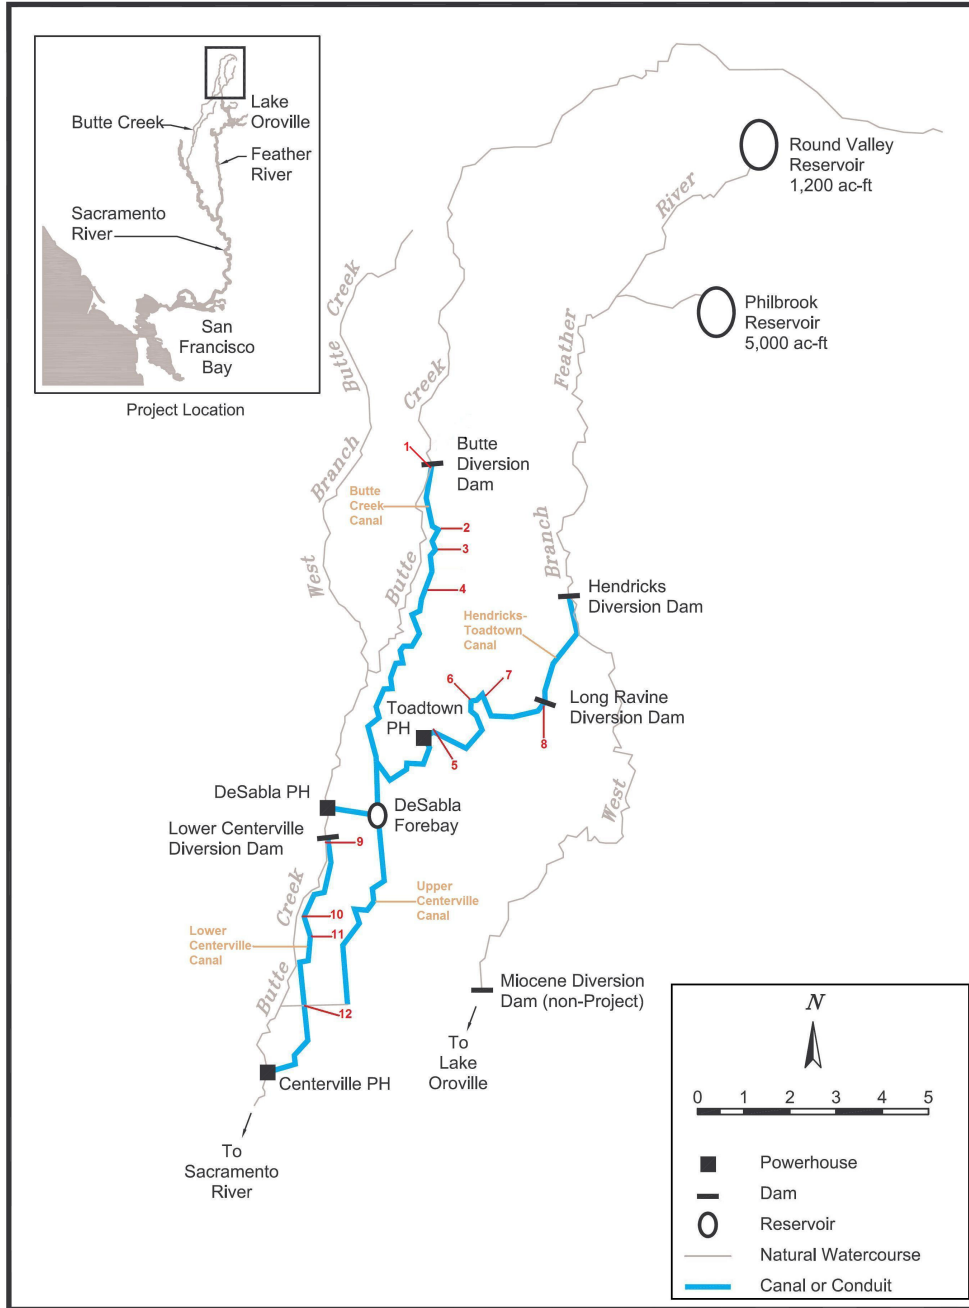 Lake
Oroville
Butte Creek
Feather
River
Sacramento
River
San
Francisco
Bay
Project Location
Round Valley
Reservoir
1,200 ac-ft
River
Philbrook
Reservoir
5,000 ac-ft
Butte Creek
Creek
Feather
Branch
West
Butte
Branch
West
1
Butte
Diversion
Dam
Butte
Creek
Canal
2
3
4
Hendricks
Diversion Dam
Hendricks-
Toadtown
Canal
6
7
Toadtown
PH
Long Ravine
Diversion Dam
5
8
DeSabla PH
DeSabla
Forebay
Lower Centerville
Diversion Dam
9
Upper
Centerville
Canal
Creek
10
11
Lower
Centerville
Canal
Butte
12
Miocene Diversion
Dam (non-Project)
To
Lake
Oroville
Centerville PH
To
Sacramento
River
N
0 1 2 3 4 5
Powerhouse
Dam
Reservoir
Natural Watercourse
Canal or Conduit